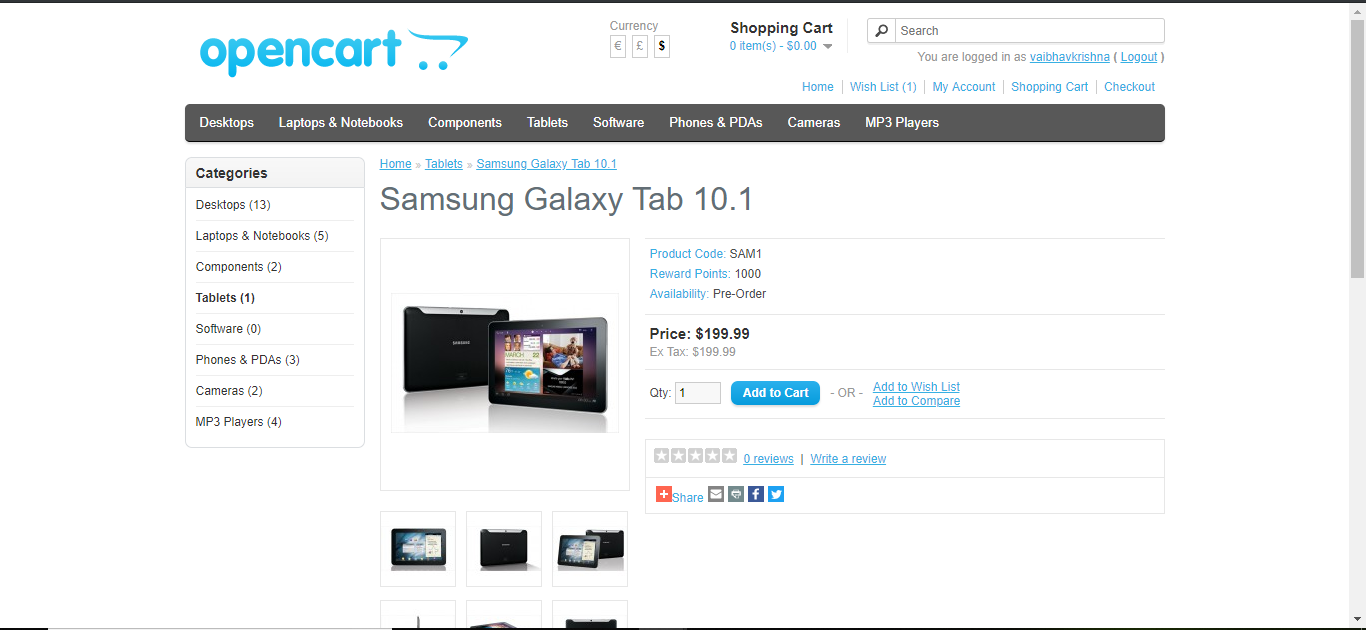 opencart
Currency
€ £ $
Shopping Cart
0 item(s) - $0.00
Search
You are logged in as vaibhavkrishna ( Logout )
Home Wish List (1) My Account Shopping Cart Checkout
Desktops Laptops & Notebooks Components Tablets Software Phones & PDAs Cameras MP3 Players
Categories
Desktops (13)
Laptops & Notebooks (5)
Components (2)
Tablets (1)
Software (0)
Phones & PDAs (3)
Cameras (2)
MP3 Players (4)
Home » Tablets » Samsung Galaxy Tab 10.1
Samsung Galaxy Tab 10.1
SAMSUNG
MARCH 22
Product Code: SAM1
Reward Points: 1000
Availability: Pre-Order
Price: $199.99
Ex Tax: $199.99
Qty: 1 Add to Cart - OR - Add to Wish List
Add to Compare
0 reviews | Write a review
Share